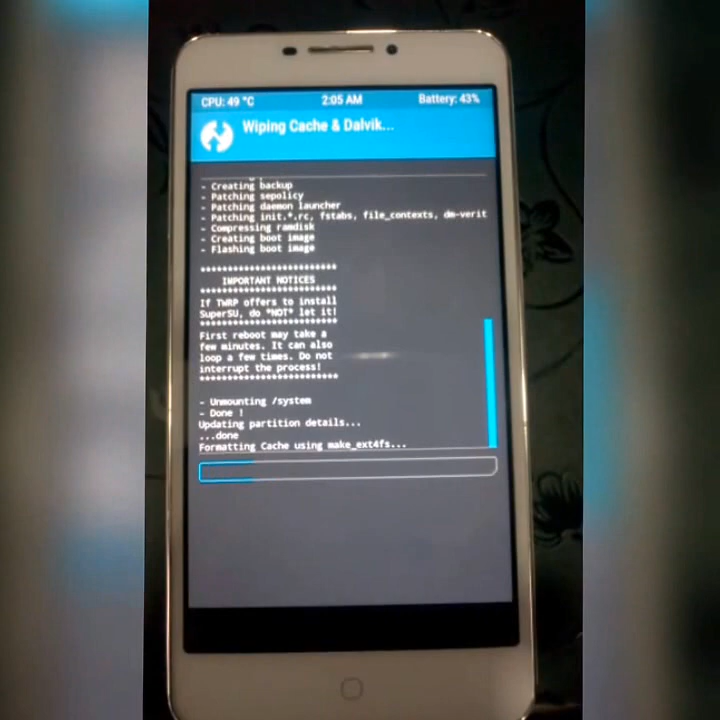 CPU: 49 °C 2:05 AM Battery: 43%
Wiping Cache & Dalvik...
- Creating backup
- Patching sepolicy
- Patching daemon launcher
- Patching init.*.rc, fstabs, file_contexts, dm-verit
- Compressing ramdisk
- Creating boot image
- Flashing boot image
*************************
IMPORTANT NOTICES
*************************
If TWRP offers to install
SuperSU, do *NOT* let it!
*************************
First reboot may take a
few minutes. It can also
loop a few times. Do not
interrupt the process!
*************************
- Unmounting /system
- Done !
Updating partition details...
...done
Formatting Cache using make_ext4fs...